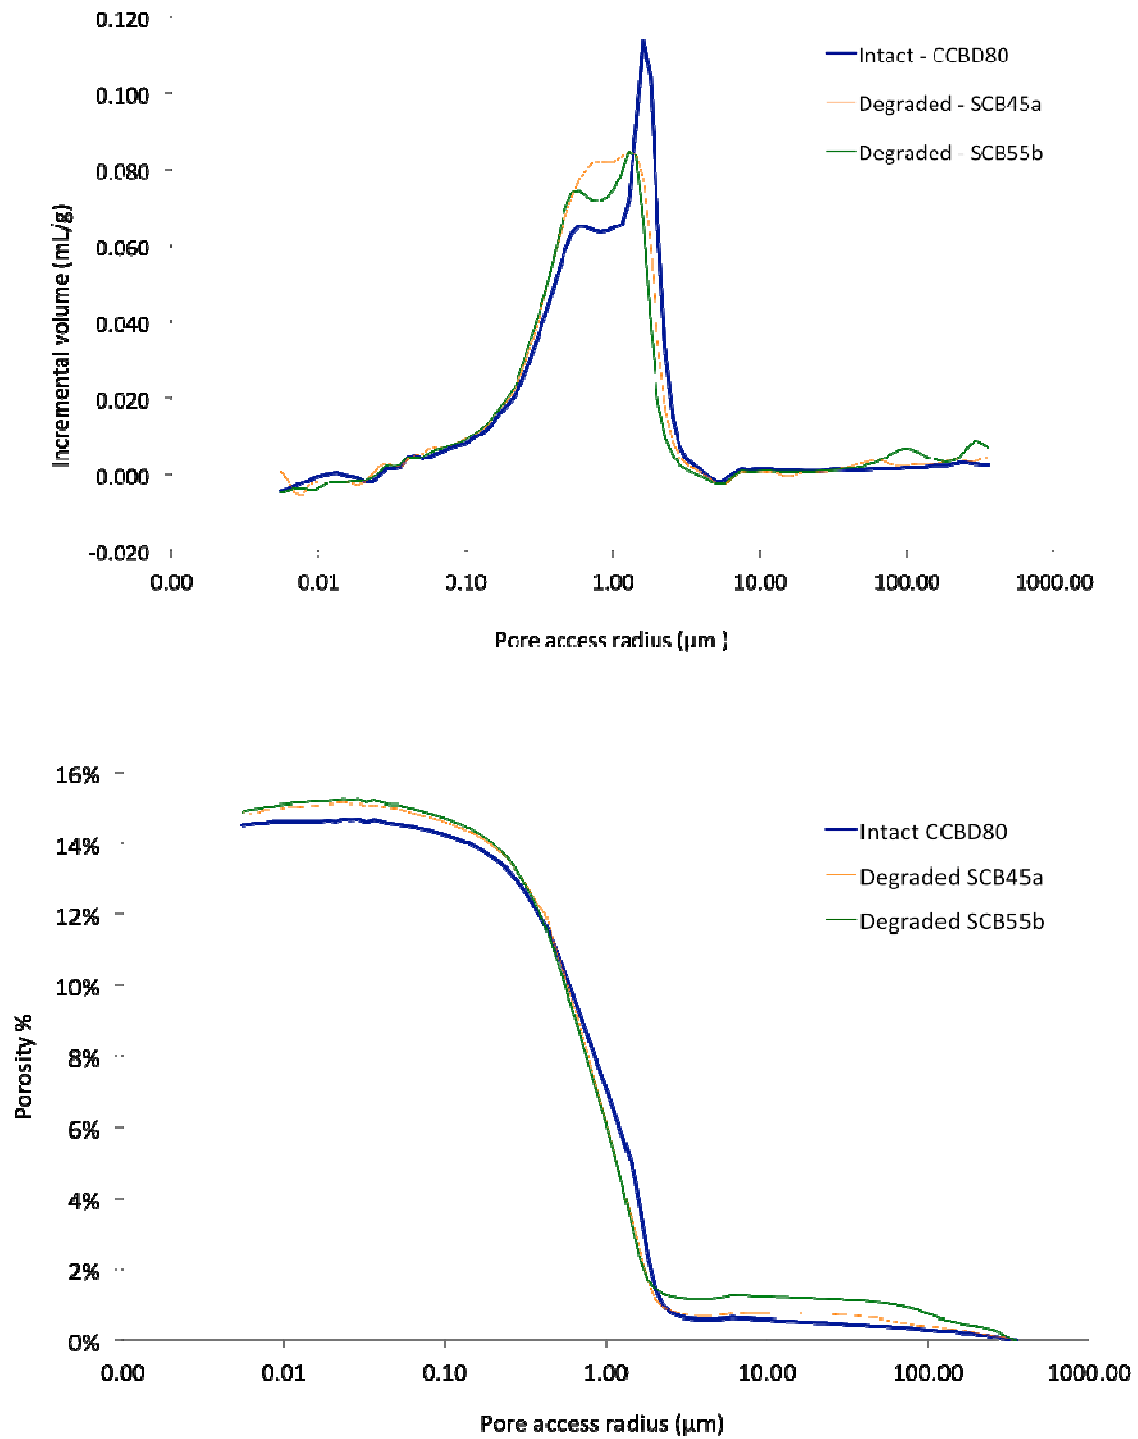 0.120
0.100
0.080
0.060
0.040
0.020
0.000
-0.020
Incremental volume (mL/g)
Intact - CCBD80
Degraded - SCB45a
Degraded - SCB55b
0.00 0.01 0.10 1.00 10.00 100.00 1000.00
Pore access radius (µm )
16%
14%
12%
10%
8%
6%
4%
2%
0%
Porosity %
Intact CCBD80
Degraded SCB45a
Degraded SCB55b
0.00 0.01 0.10 1.00 10.00 100.00 1000.00
Pore access radius (µm)